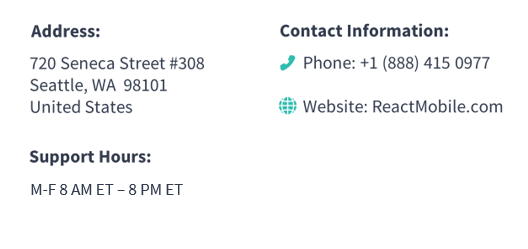 Address:
720 Seneca Street #308
Seattle, WA  98101
United States
Support Hours:
M-F 8 AM ET – 8 PM ET
Contact Information:
Phone: +1 (888) 415 0977
Website: ReactMobile.com